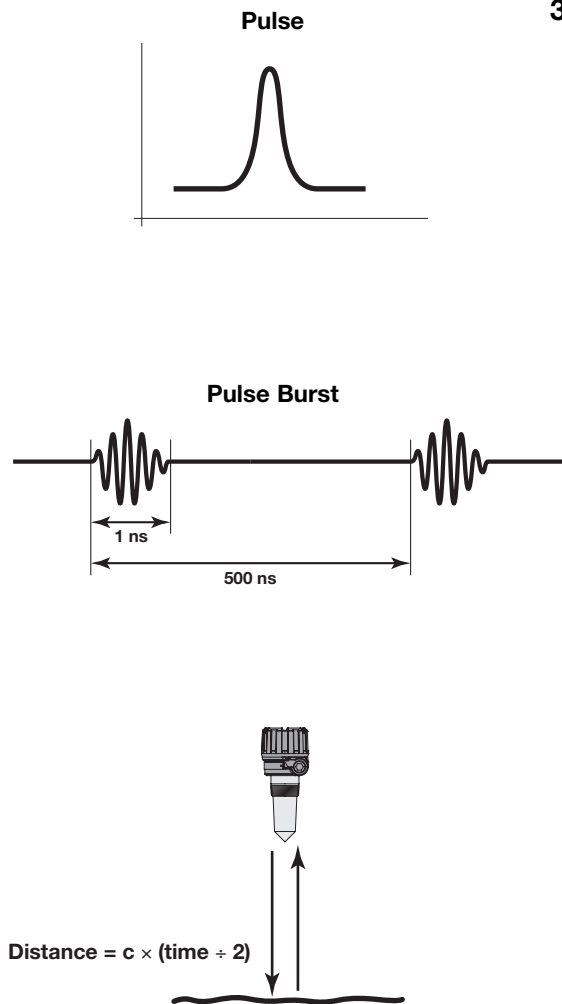 3
Pulse
Pulse Burst
1 ns
500 ns
Distance = c × (time ÷ 2)